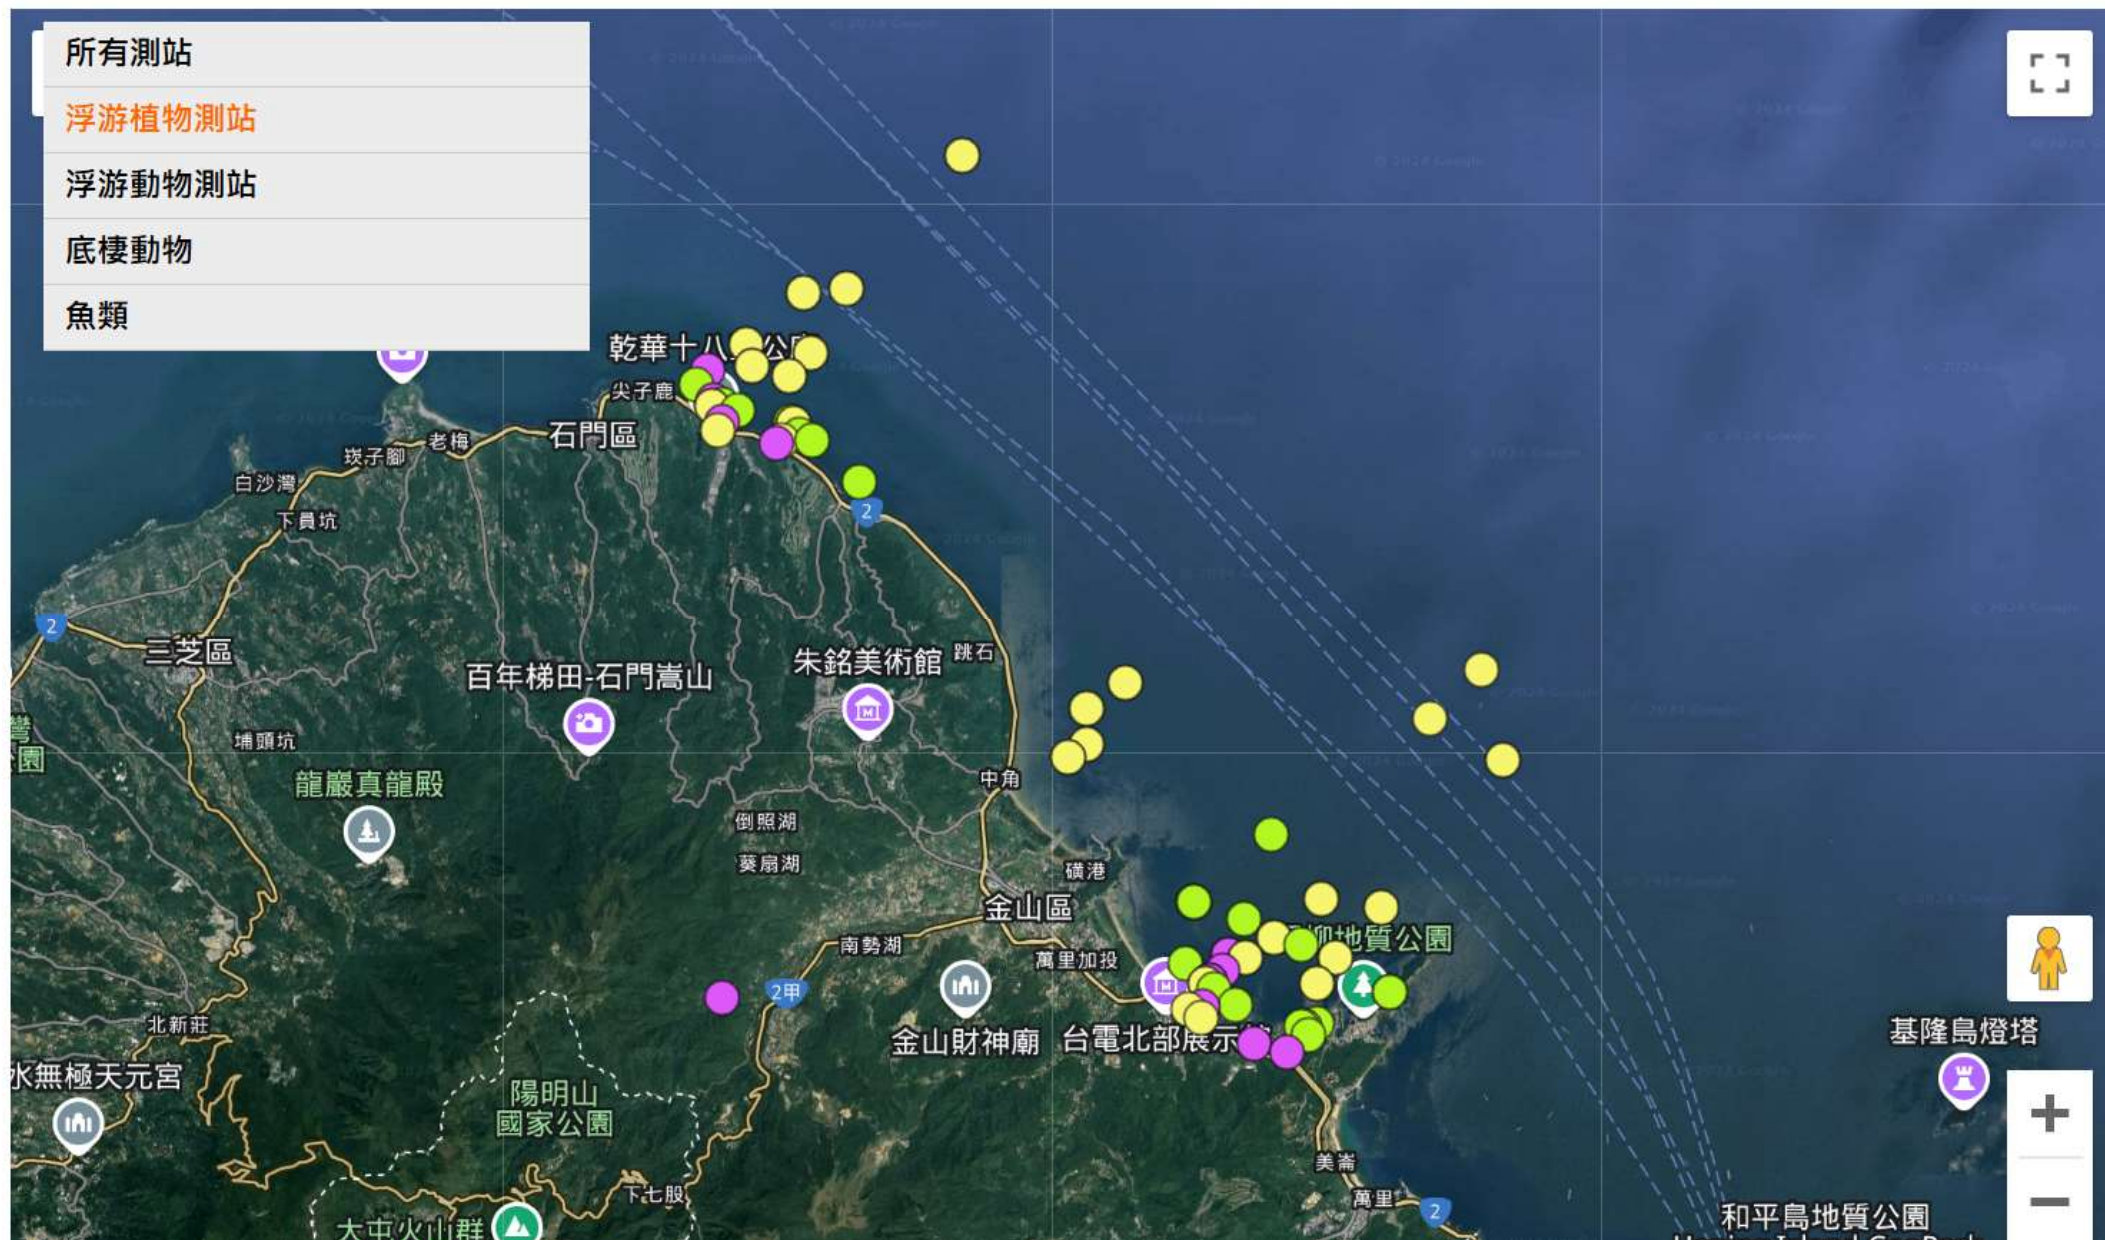 所有測站
浮游植物測站
浮游動物測站
底棲動物
魚類
乾華十八
公
尖子鹿
石門區
老梅
崁子腳
白沙灣
下員坑
2
2
三芝區
朱銘美術館
跳石
百年梯田-石門嵩山
灣
園
埔頭坑
龍巖真龍殿
中角
倒照湖
葵扇湖
磺港
金山區
南勢湖
柳地質公園
萬里加投
2甲
北新莊
金山財神廟
台電北部展示
基隆島燈塔
水無極天元宮
陽明山
國家公園
美崙
下七股
萬里
2
大屯火山群
和平島地質公園